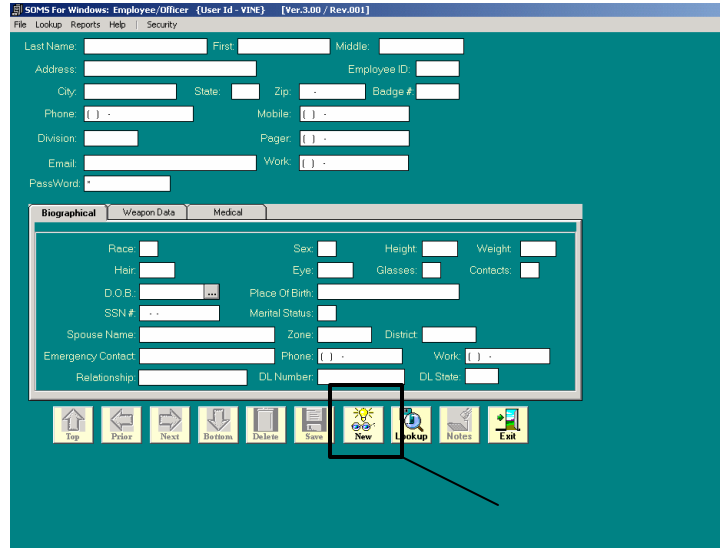 SOMS For Windows: Employee/Officer {User Id - VINE} [Ver.3.00 / Rev.001]
File Lookup Reports Help Security
Last Name: First: Middle:
Address: Employee ID:
City: State: Zip: - Badge #:
Phone: ( ) - Mobile: ( ) -
Division: Pager: ( ) -
Email: Work: ( ) -
PassWord: *
Biographical Weapon Data Medical
Race: Sex: Height: Weight:
Hair: Eye: Glasses: Contacts:
D.O.B.: ... Place Of Birth:
SSN #: - - Marital Status:
Spouse Name: Zone: District:
Emergency Contact: Phone: ( ) - Work: ( ) -
Relationship: DL Number: DL State:
Top Prior Next Bottom Delete Save New Lookup Notes Exit